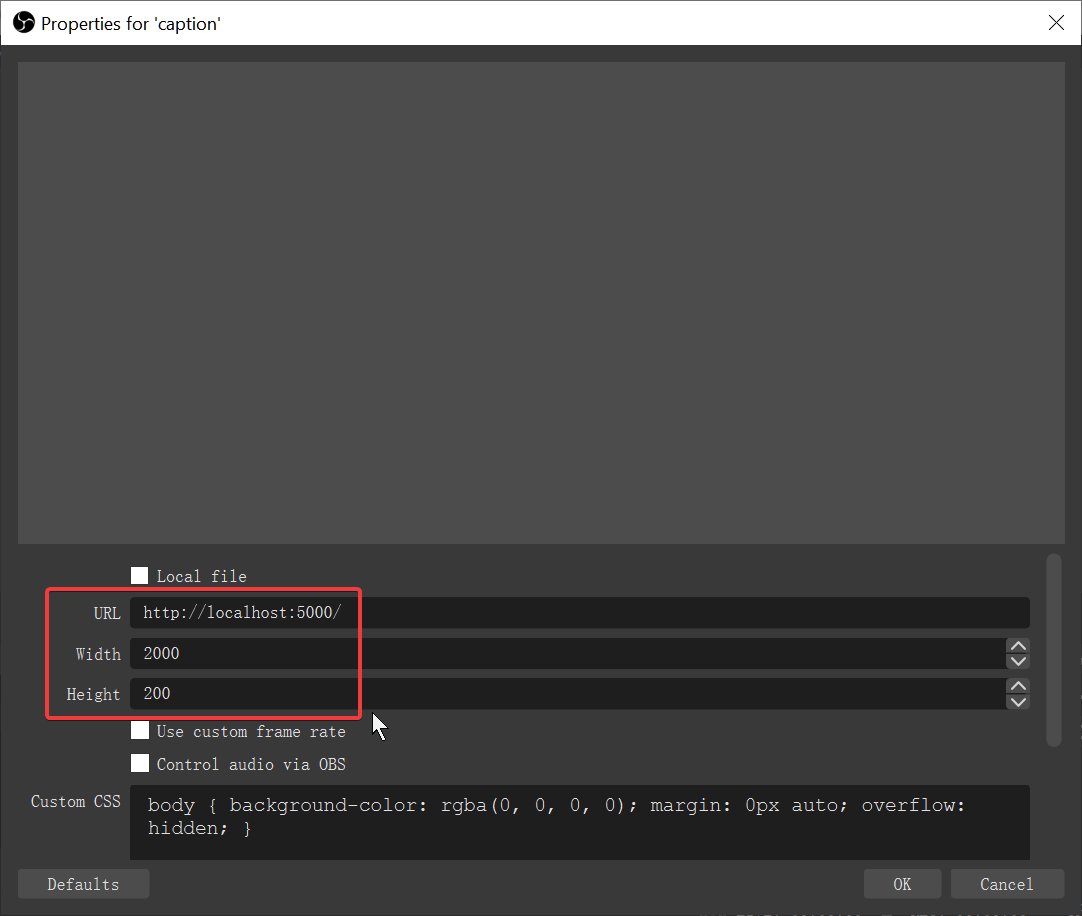 Properties for 'caption'
Local file
URL http://localhost:5000/
Width 2000
Height 200
Use custom frame rate
Control audio via OBS
Custom CSS body { background-color: rgba(0, 0, 0, 0); margin: 0px auto; overflow:
hidden; }
Defaults OK Cancel